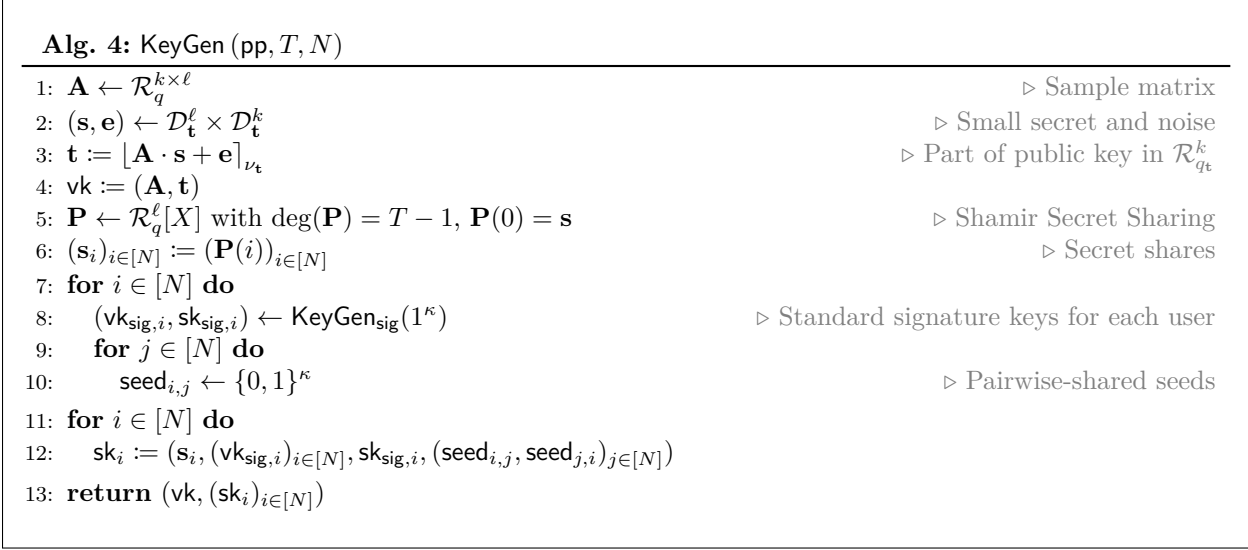 Alg. 4: KeyGen (pp, T, N)
1: A ← R_q^{k×ℓ} ▷ Sample matrix
2: (s, e) ← D_t^ℓ × D_t^k ▷ Small secret and noise
3: t := ⌊A · s + e⌉_{ν_t} ▷ Part of public key in R_{q_t}^k
4: vk := (A, t)
5: P ← R_q^ℓ[X] with deg(P) = T − 1, P(0) = s ▷ Shamir Secret Sharing
6: (s_i)_{i∈[N]} := (P(i))_{i∈[N]} ▷ Secret shares
7: for i ∈ [N] do
8: (vk_{sig,i}, sk_{sig,i}) ← KeyGen_{sig}(1^κ) ▷ Standard signature keys for each user
9: for j ∈ [N] do
10: seed_{i,j} ← {0, 1}^κ ▷ Pairwise-shared seeds
11: for i ∈ [N] do
12: sk_i := (s_i, (vk_{sig,i})_{i∈[N]}, sk_{sig,i}, (seed_{i,j}, seed_{j,i})_{j∈[N]})
13: return (vk, (sk_i)_{i∈[N]})